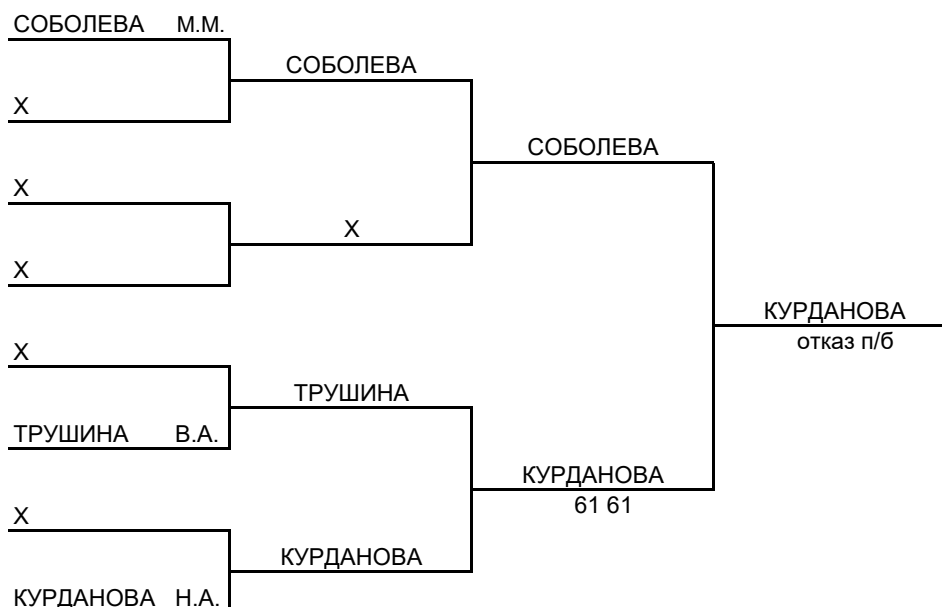 СОБОЛЕВА М.М.
СОБОЛЕВА
Х
СОБОЛЕВА
Х
Х
Х
КУРДАНОВА
отказ п/б
Х
ТРУШИНА
ТРУШИНА В.А.
КУРДАНОВА
61 61
Х
КУРДАНОВА
КУРДАНОВА Н.А.